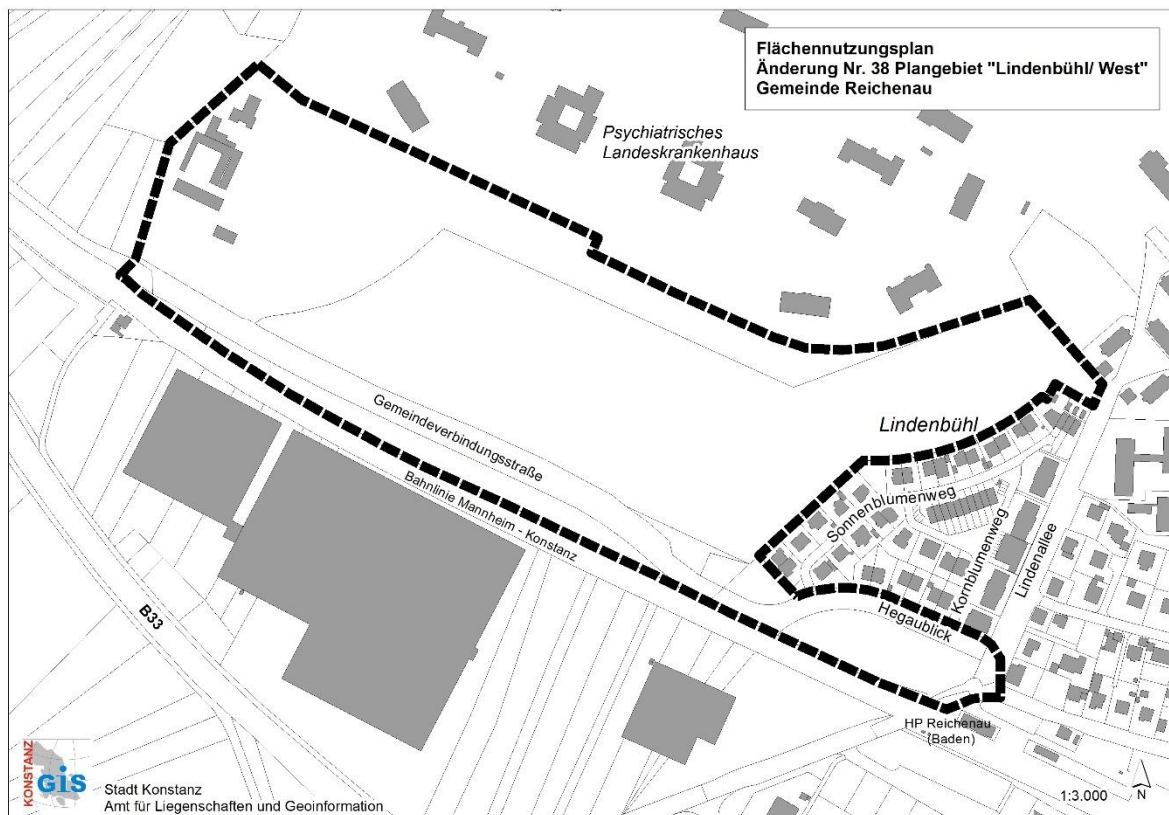 Flächennutzungsplan
Änderung Nr. 38 Plangebiet "Lindenbühl/ West"
Gemeinde Reichenau
Psychiatrisches
Landeskrankenhaus
Lindenbühl
Gemeindeverbindungsstraße
Bahnlinie Mannheim - Konstanz
Sonnenblumenweg
Kornblumenweg
Lindenallee
Hegaublick
B33
HP Reichenau
(Baden)
KONSTANZ
GIS
Stadt Konstanz
Amt für Liegenschaften und Geoinformation
1:3.000
N